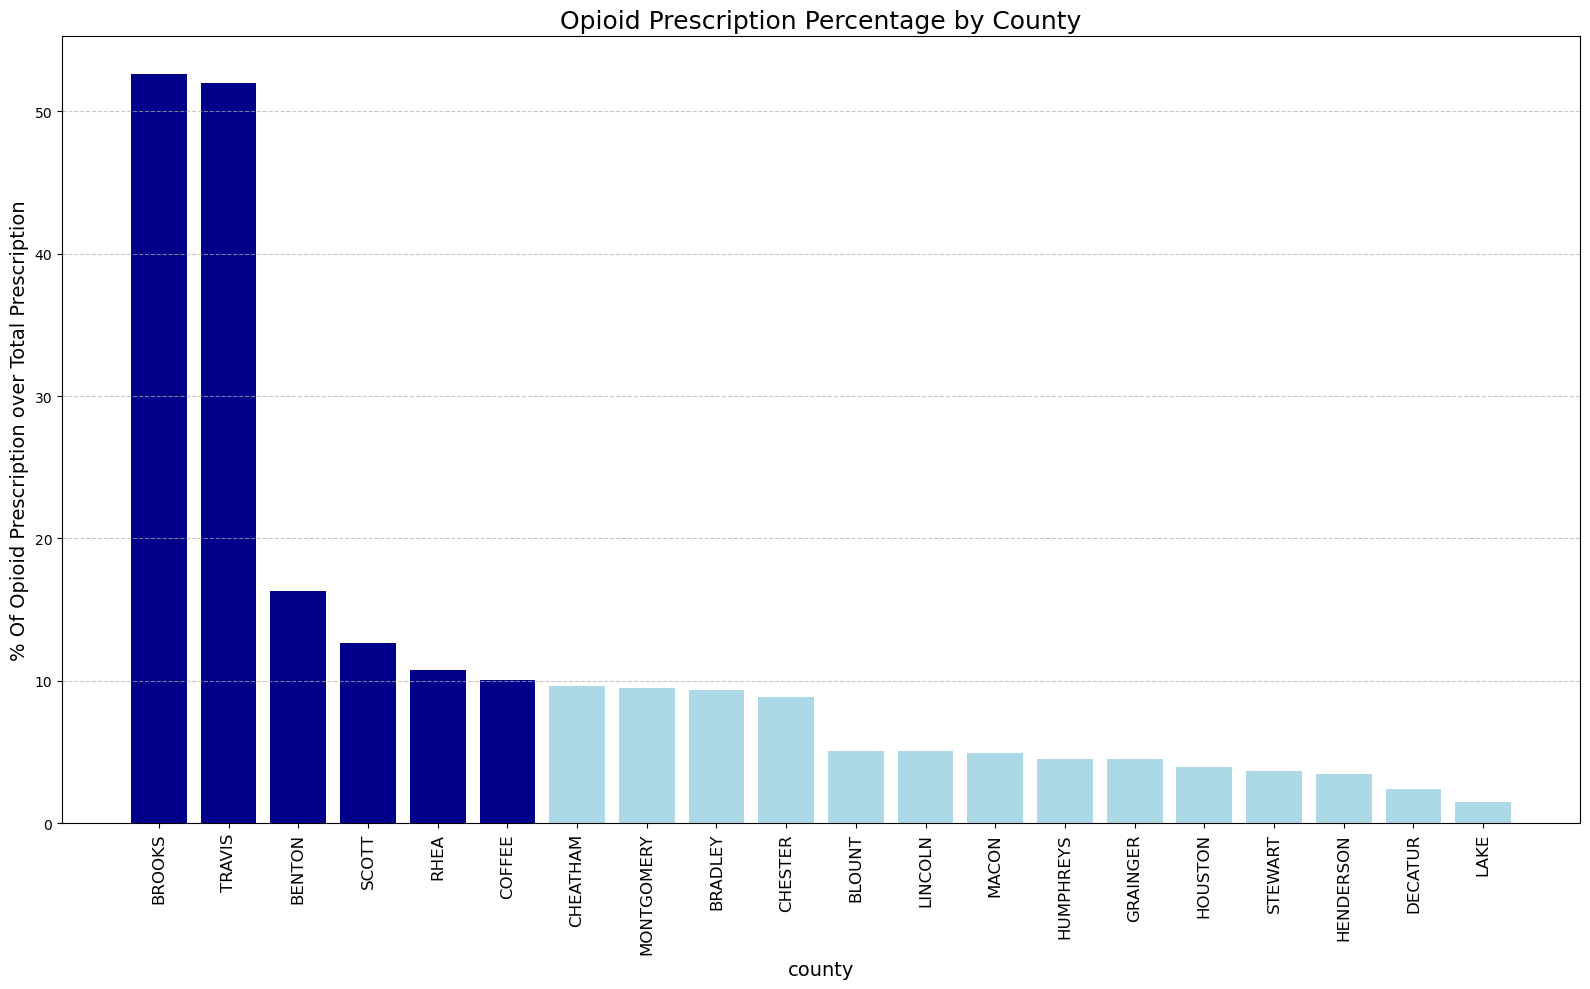 Opioid Prescription Percentage by County
% Of Opioid Prescription over Total Prescription
50
40
30
20
10
0
BROOKS
TRAVIS
BENTON
SCOTT
RHEA
COFFEE
CHEATHAM
MONTGOMERY
BRADLEY
CHESTER
BLOUNT
LINCOLN
MACON
HUMPHREYS
GRAINGER
HOUSTON
STEWART
HENDERSON
DECATUR
LAKE
county